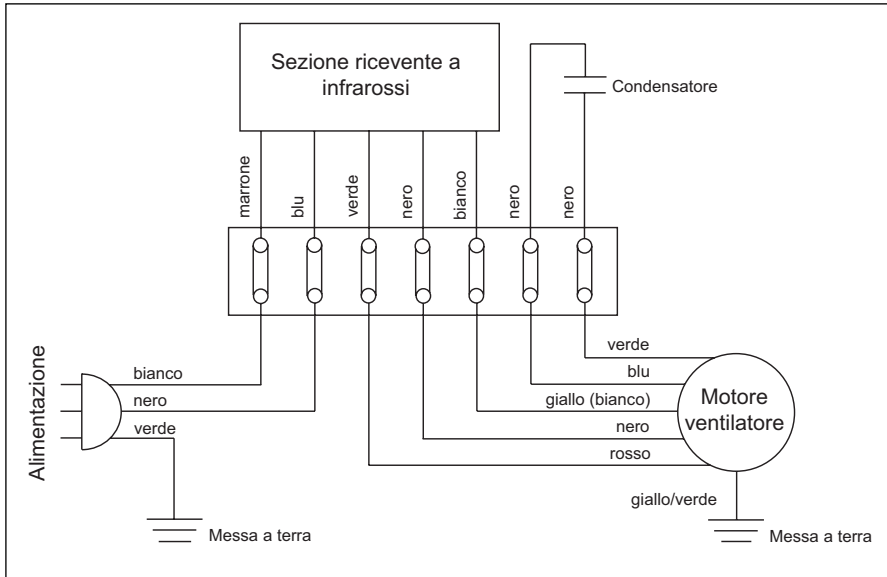 Sezione ricevente a
infrarossi
Condensatore
marrone
blu
verde
nero
bianco
nero
nero
Alimentazione
bianco
nero
verde
Messa a terra
verde
blu
giallo (bianco)
nero
rosso
Motore
ventilatore
giallo/verde
Messa a terra